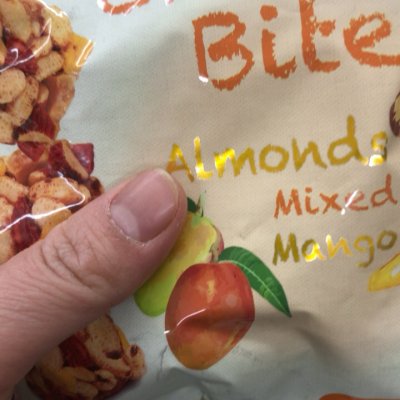 Bite
Almonds
Mixed
Mango